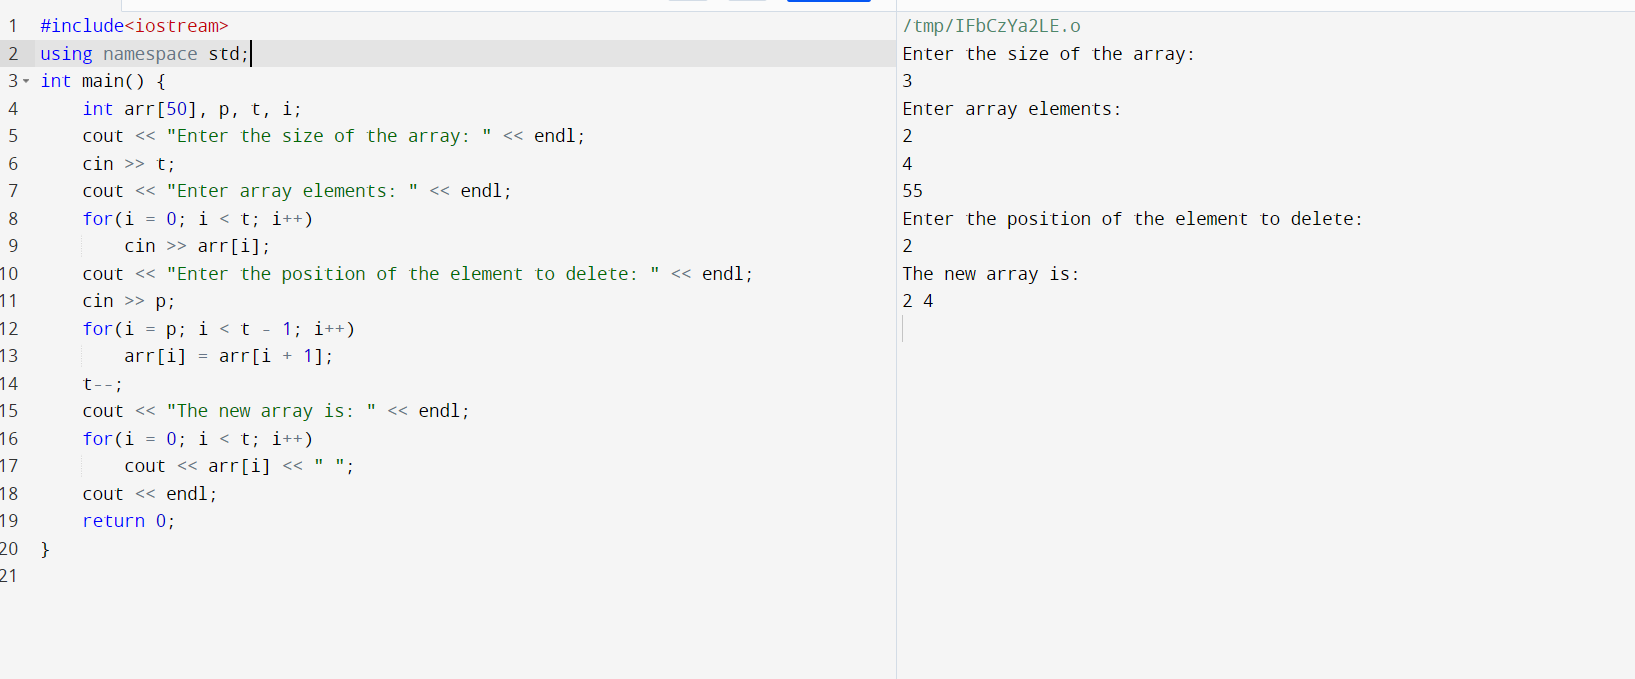 1 #include<iostream>
2 using namespace std;
3 int main() {
4     int arr[50], p, t, i;
5     cout << "Enter the size of the array: " << endl;
6     cin >> t;
7     cout << "Enter array elements: " << endl;
8     for(i = 0; i < t; i++)
9         cin >> arr[i];
10     cout << "Enter the position of the element to delete: " << endl;
11     cin >> p;
12     for(i = p; i < t - 1; i++)
13         arr[i] = arr[i + 1];
14     t--;
15     cout << "The new array is: " << endl;
16     for(i = 0; i < t; i++)
17         cout << arr[i] << " ";
18     cout << endl;
19     return 0;
20 }
21
/tmp/IFbCzYa2LE.o
Enter the size of the array:
3
Enter array elements:
2
4
55
Enter the position of the element to delete:
2
The new array is:
2 4